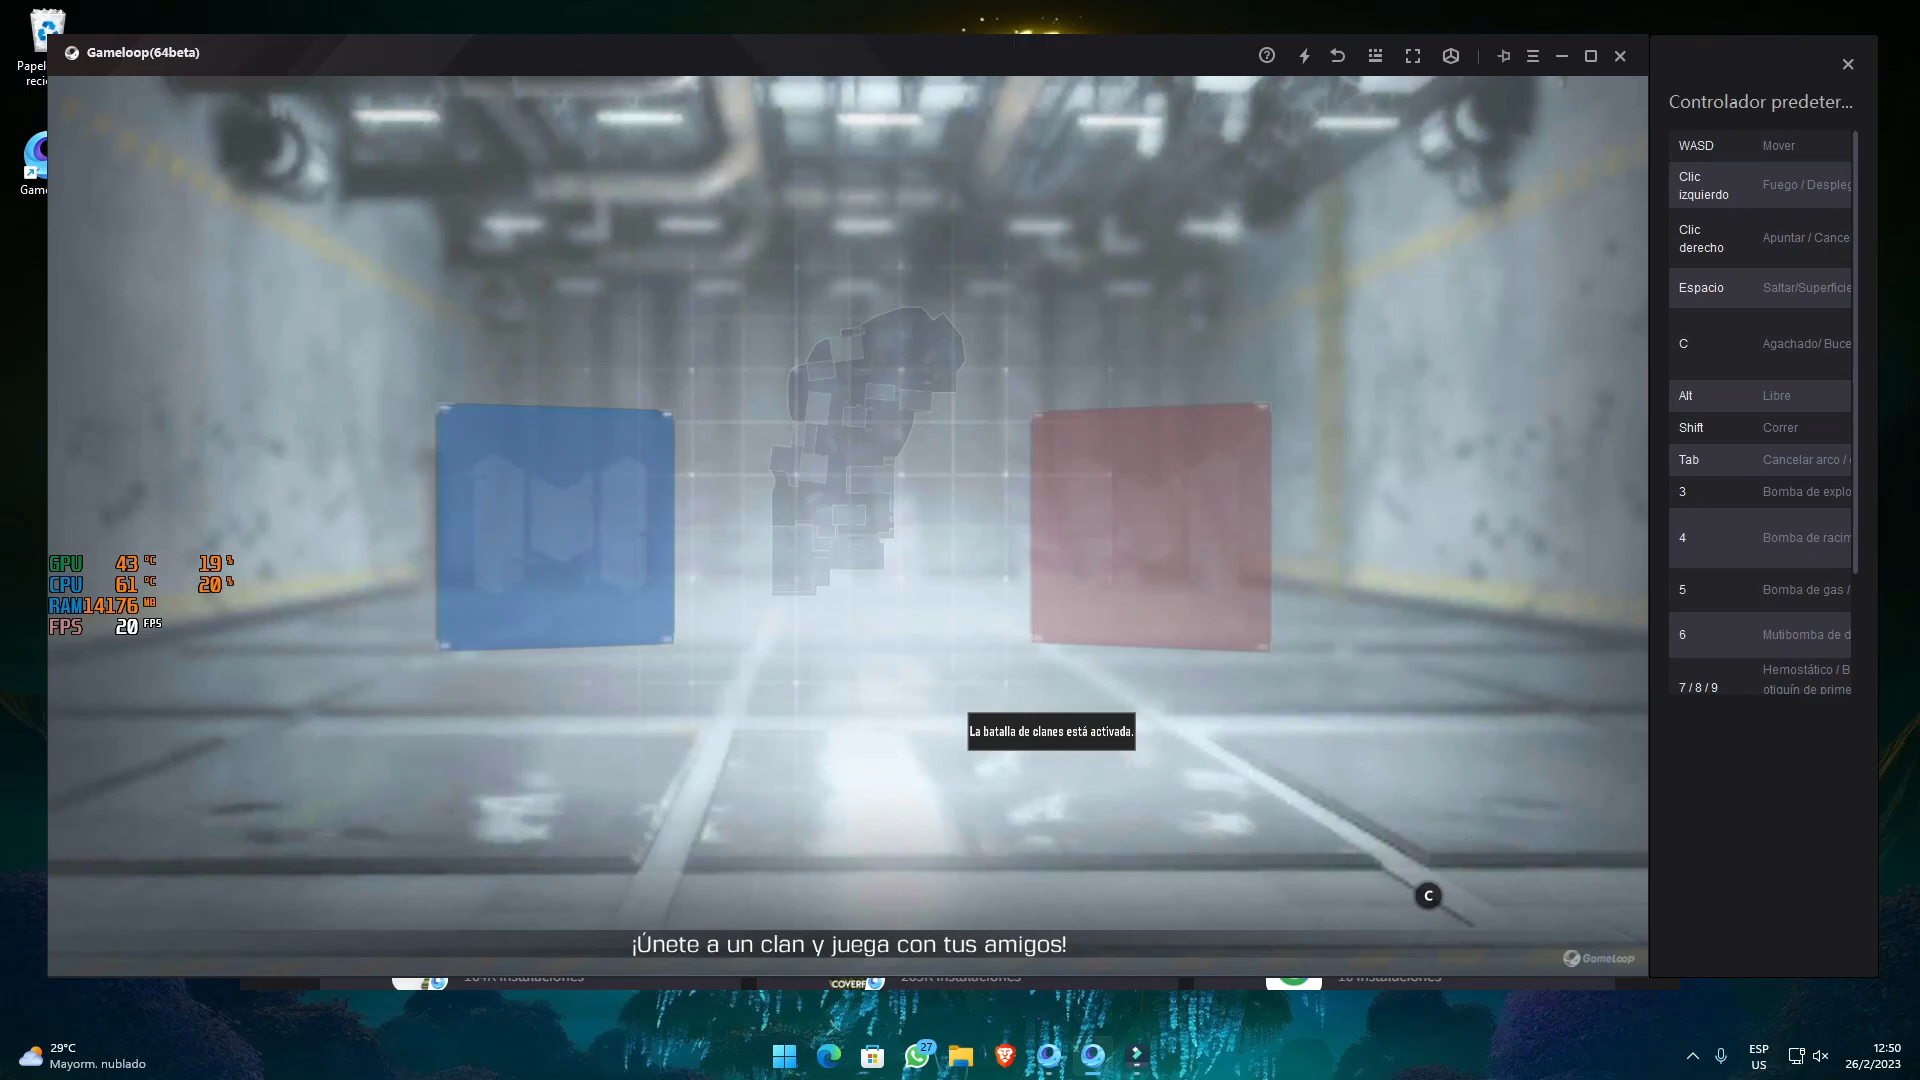 Gameloop(64beta)
Controlador predeter...
WASD Mover
Clic izquierdo Fuego / Despleg
Clic derecho Apuntar / Cance
Espacio Saltar/Superficie
C Agachado/ Buce
Alt Libre
Shift Correr
Tab Cancelar arco /
3 Bomba de explo
4 Bomba de racim
5 Bomba de gas /
6 Mutibomba de d
7 / 8 / 9 Hemostático / B
otiquín de prime
GPU 43 °C 19 %
CPU 61 °C 20 %
RAM 14176 MB
FPS 20 FPS
La batalla de clanes está activada.
C
¡Únete a un clan y juega con tus amigos!
GameLoop
COVERF
29°C
Mayorm. nublado
27
ESP
US
12:50
26/2/2023